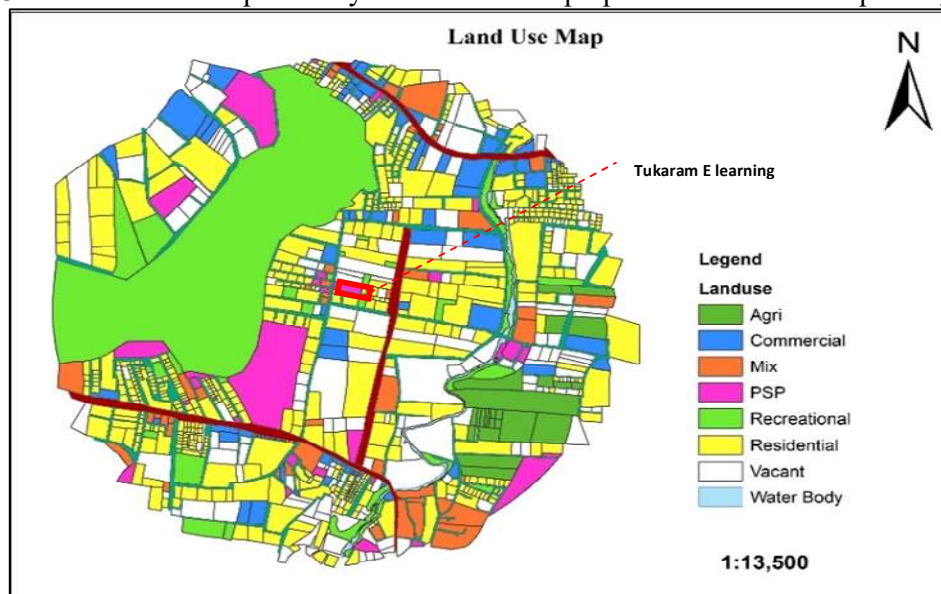 Land Use Map
N
Tukaram E learning
Legend
Landuse
Agri
Commercial
Mix
PSP
Recreational
Residential
Vacant
Water Body
1:13,500